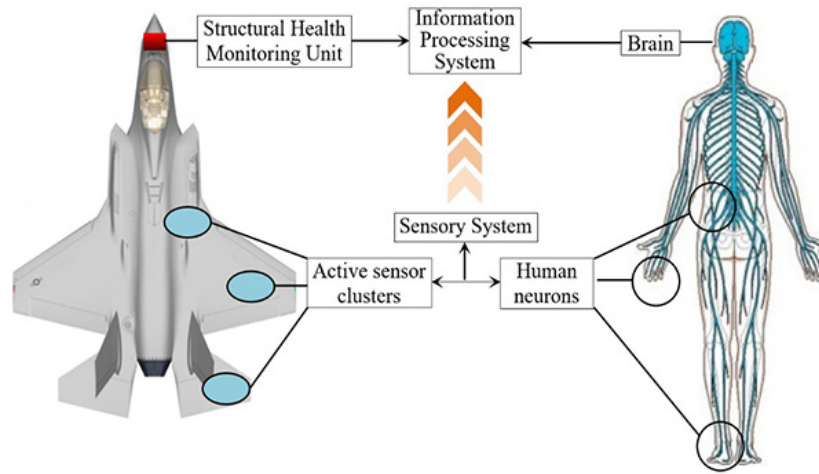 Structural Health
Monitoring Unit
Information
Processing
System
Brain
Sensory System
Active sensor
clusters
Human
neurons